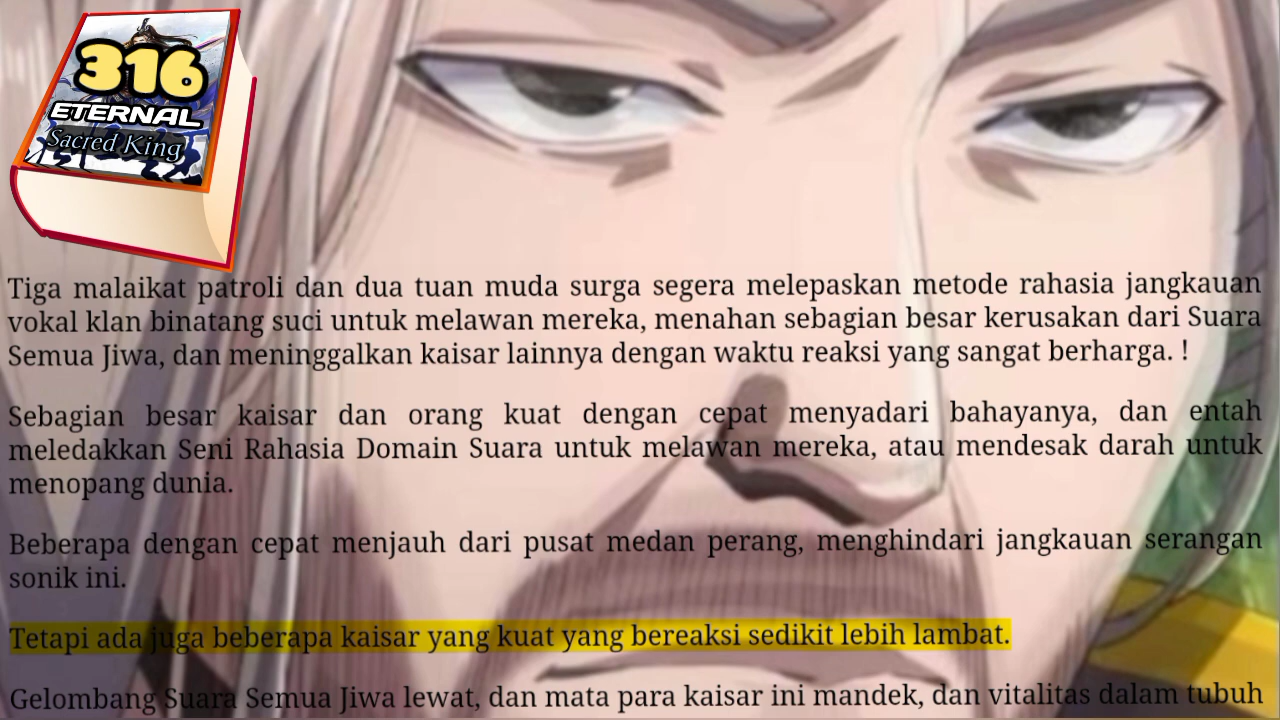 316
ETERNAL
Sacred King
Tiga malaikat patroli dan dua tuan muda surga segera melepaskan metode rahasia jangkauan
vokal klan binatang suci untuk melawan mereka, menahan sebagian besar kerusakan dari Suara
Semua Jiwa, dan meninggalkan kaisar lainnya dengan waktu reaksi yang sangat berharga. !
Sebagian besar kaisar dan orang kuat dengan cepat menyadari bahayanya, dan entah
meledakkan Seni Rahasia Domain Suara untuk melawan mereka, atau mendesak darah untuk
menopang dunia.
Beberapa dengan cepat menjauh dari pusat medan perang, menghindari jangkauan serangan
sonik ini.
Tetapi ada juga beberapa kaisar yang kuat yang bereaksi sedikit lebih lambat.
Gelombang Suara Semua Jiwa lewat, dan mata para kaisar ini mandek, dan vitalitas dalam tubuh